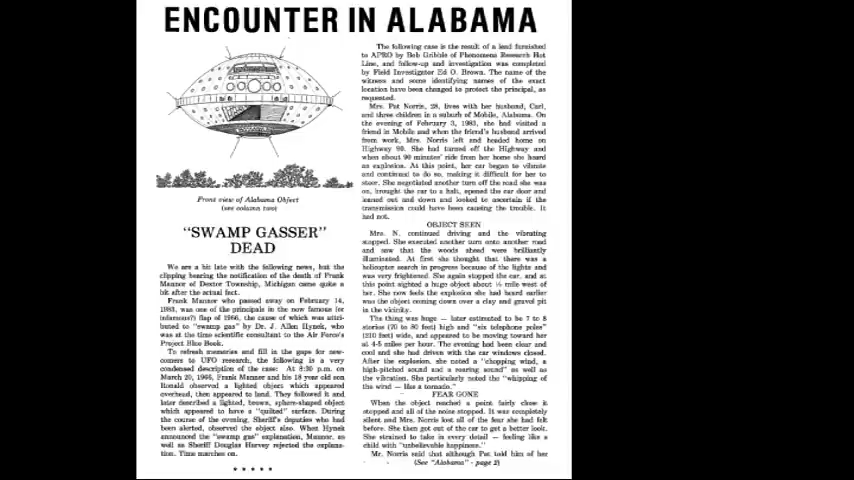 ENCOUNTER IN ALABAMA
Front view of Alabama Object
(see column two)
"SWAMP GASSER"
DEAD
We are a bit late with the following news, but the
clipping bearing the notification of the death of Frank
Mannor of Dexter Township, Michigan came quite a
bit after the actual fact.
Frank Mannor who passed away on February 14,
1983, was one of the principals in the now famous (or
infamous?) flap of 1966, the cause of which was attri-
buted to "swamp gas" by Dr. J. Allen Hynek, who
was at the time scientific consultant to the Air Force's
Project Blue Book.
To refresh memories and fill in the gaps for new-
comers to UFO research, the following is a very
condensed description of the case: At 8:30 p.m. on
March 20, 1966, Frank Mannor and his 18 year old son
Ronald observed a lighted object which appeared
overhead, then appeared to land. They followed it and
later described a lighted, brown, sphere-shaped object
which appeared to have a "quilted" surface. During
the course of the evening, Sheriff's deputies who had
been alerted, observed the object also. When Hynek
announced the "swamp gas" explanation, Mannor, as
well as Sheriff Douglas Harvey rejected the explana-
tion. Time marches on.
* * * * *
The following case is the result of a lead furnished
to APRO by Bob Gribble of Phenomena Research Hot
Line, and follow-up and investigation was completed
by Field Investigator Ed O. Brown. The name of the
witness and some identifying names of the exact
location have been changed to protect the principal, as
requested.
Mrs. Pat Norris, 28, lives with her husband, Carl,
and three children in a suburb of Mobile, Alabama. On
the evening of February 3, 1983, she had visited a
friend in Mobile and when the friend's husband arrived
from work, Mrs. Norris left and headed home on
Highway 90. She had turned off the Highway and
when about 90 minutes' ride from her home she heard
an explosion. At this point, her car began to vibrate
and continued to do so, making it difficult for her to
steer. She negotiated another turn off the road she was
on, brought the car to a halt, opened the car door and
leaned out and down and looked to ascertain if the
transmission could have been causing the trouble. It
had not.
OBJECT SEEN
Mrs. N. continued driving and the vibrating
stopped. She executed another turn onto another road
and saw that the woods ahead were brilliantly
illuminated. At first she thought that there was a
helicopter search in progress because of the lights and
was very frightened. She again stopped the car, and at
this point sighted a huge object about ¼ mile west of
her. She now feels the explosion she had heard earlier
was the object coming down over a clay and gravel pit
in the vicinity.
The thing was huge — later estimated to be 7 to 8
stories (70 to 80 feet) high and "six telephone poles"
(210 feet) wide, and appeared to be moving toward her
at 4-5 miles per hour. The evening had been clear and
cool and she had driven with the car windows closed.
After the explosion, she noted a "chopping wind, a
high-pitched sound and a roaring sound" as well as
the vibration. She particularly noted the "whipping of
the wind — like a tornado."
FEAR GONE
When the object reached a point fairly close it
stopped and all of the noise stopped. It was completely
silent and Mrs. Norris lost all of the fear she had felt
before. She then got out of the car to get a better look.
She strained to take in every detail — feeling like a
child with "unbelievable happiness."
Mr. Norris said that although Pat told him of her
(See "Alabama" - page 2)